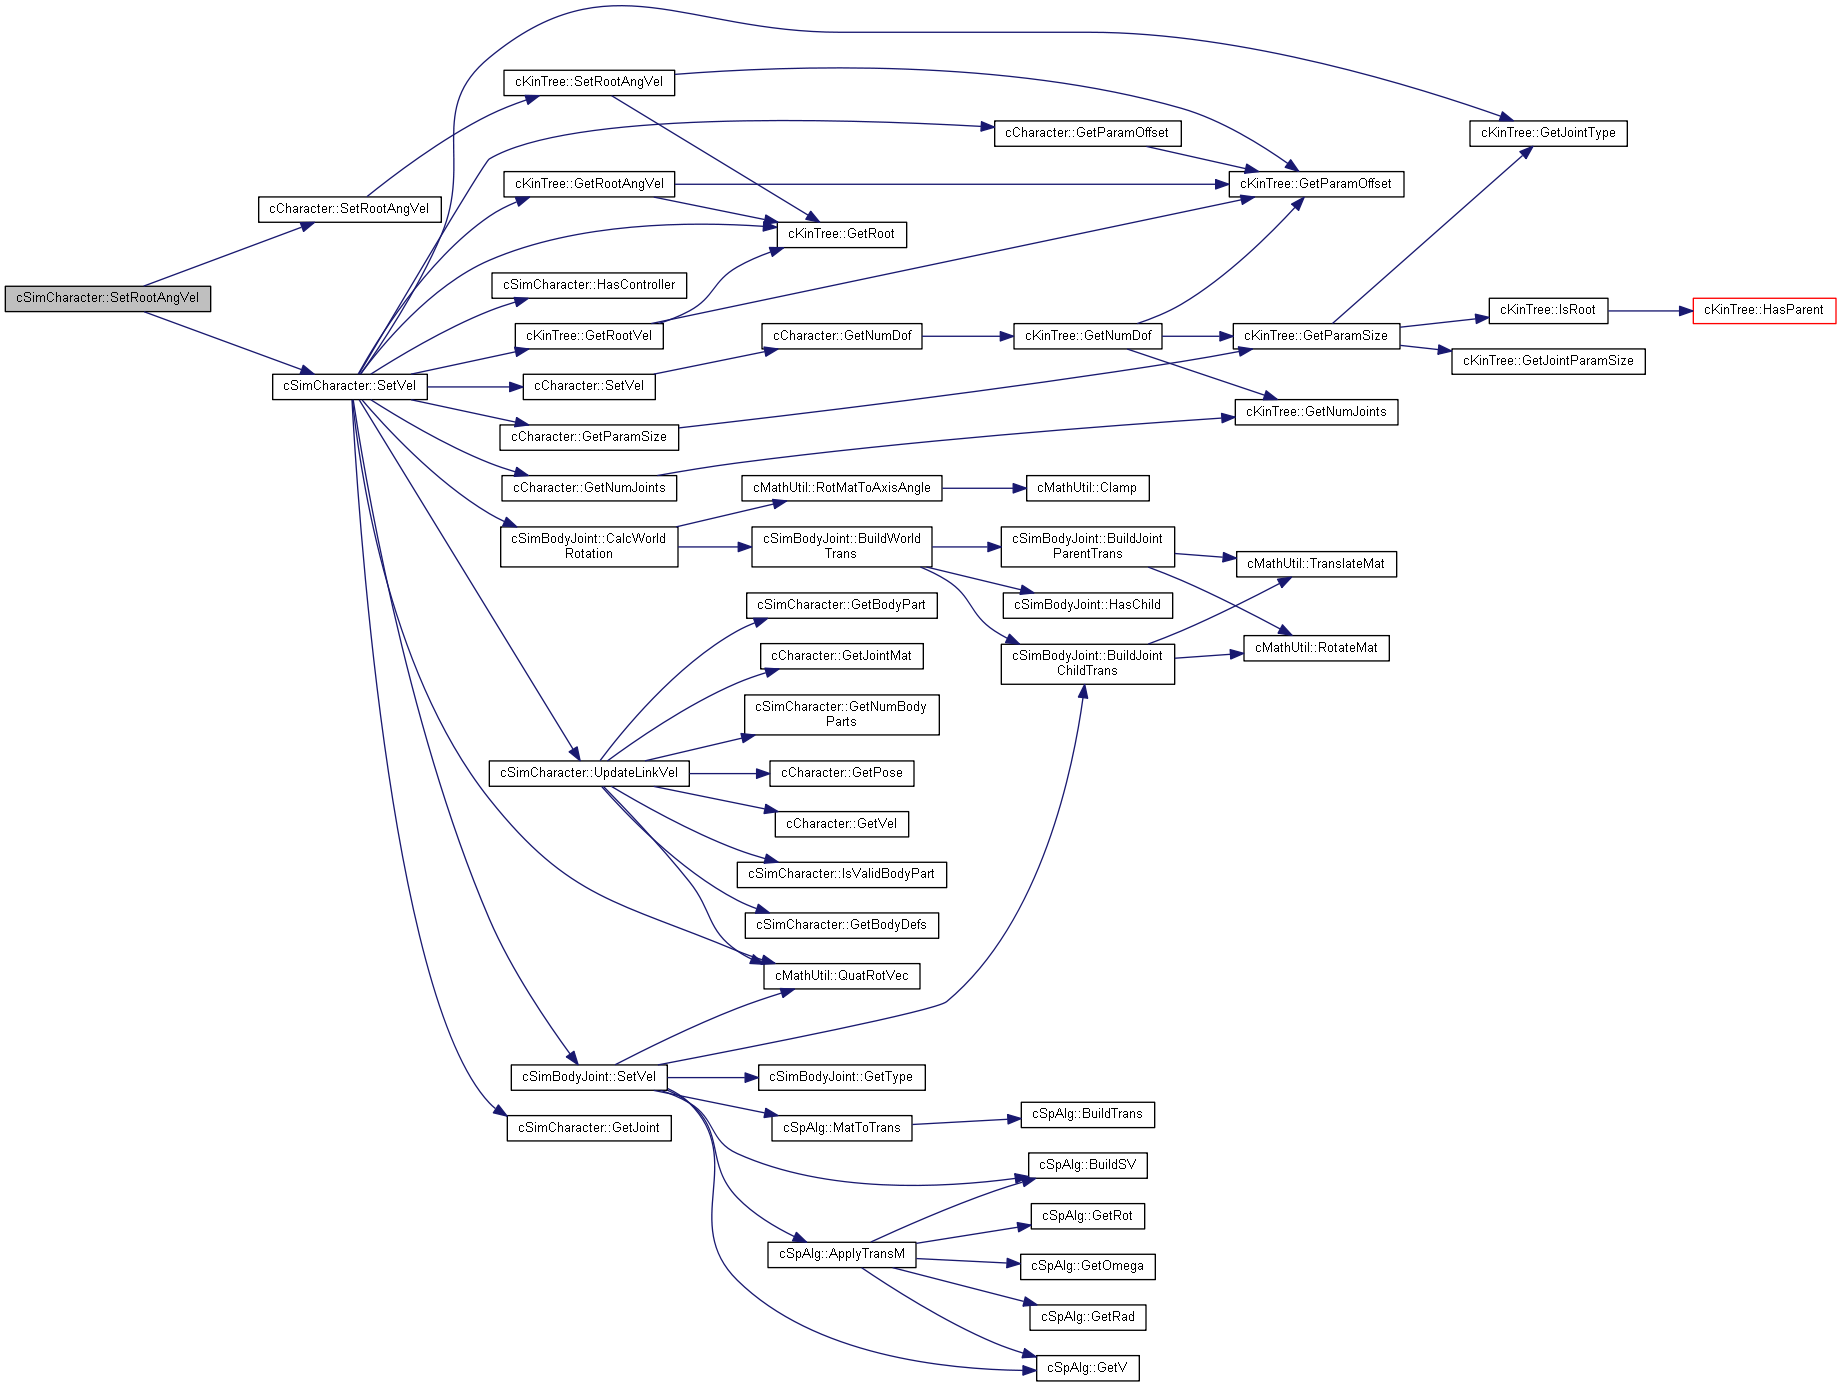 cSimCharacter::SetRootAngVel
cCharacter::SetRootAngVel
cSimCharacter::SetVel
cKinTree::SetRootAngVel
cKinTree::GetRootAngVel
cSimCharacter::HasController
cKinTree::GetRootVel
cCharacter::SetVel
cCharacter::GetParamSize
cCharacter::GetNumJoints
cSimBodyJoint::CalcWorld
Rotation
cSimCharacter::UpdateLinkVel
cSimBodyJoint::SetVel
cSimCharacter::GetJoint
cKinTree::GetRoot
cCharacter::GetNumDof
cMathUtil::RotMatToAxisAngle
cSimBodyJoint::BuildWorld
Trans
cSimCharacter::GetBodyPart
cCharacter::GetJointMat
cSimCharacter::GetNumBody
Parts
cCharacter::GetPose
cCharacter::GetVel
cSimCharacter::IsValidBodyPart
cSimCharacter::GetBodyDefs
cMathUtil::QuatRotVec
cSimBodyJoint::GetType
cSpAlg::MatToTrans
cSpAlg::ApplyTransM
cCharacter::GetParamOffset
cKinTree::GetNumDof
cMathUtil::Clamp
cSimBodyJoint::BuildJoint
ParentTrans
cSimBodyJoint::HasChild
cSimBodyJoint::BuildJoint
ChildTrans
cSpAlg::BuildTrans
cSpAlg::BuildSV
cSpAlg::GetRot
cSpAlg::GetOmega
cSpAlg::GetRad
cSpAlg::GetV
cKinTree::GetParamOffset
cKinTree::GetParamSize
cKinTree::GetNumJoints
cMathUtil::TranslateMat
cMathUtil::RotateMat
cKinTree::GetJointType
cKinTree::IsRoot
cKinTree::GetJointParamSize
cKinTree::HasParent